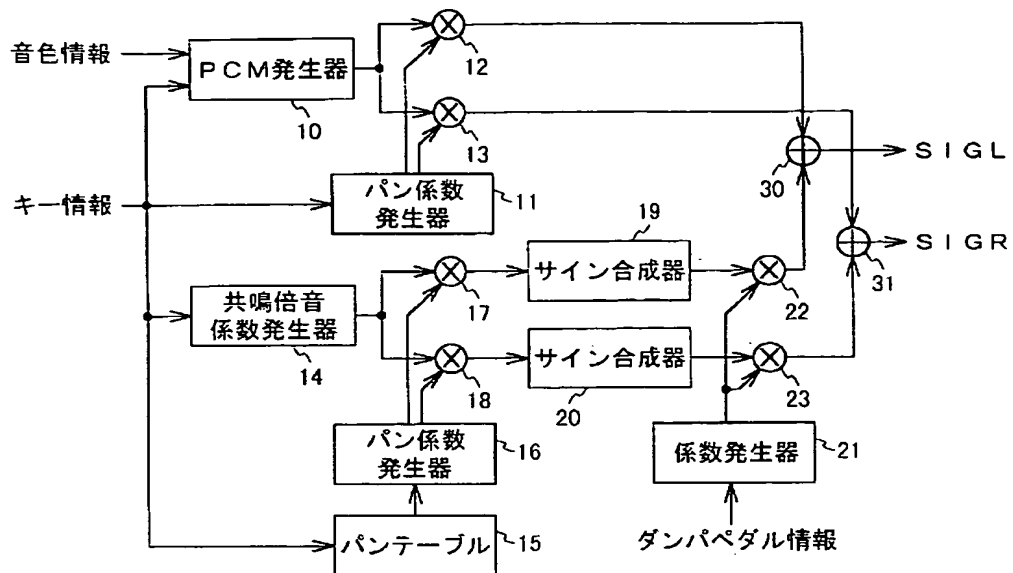 音色情報
PCM発生器
10
12
13
キー情報
パン係数
発生器
11
30
SIGL
SIGR
31
共鳴倍音
係数発生器
14
17
18
19
サイン合成器
サイン合成器
20
22
23
パン係数
発生器
16
係数発生器
21
パンテーブル
15
ダンパペダル情報